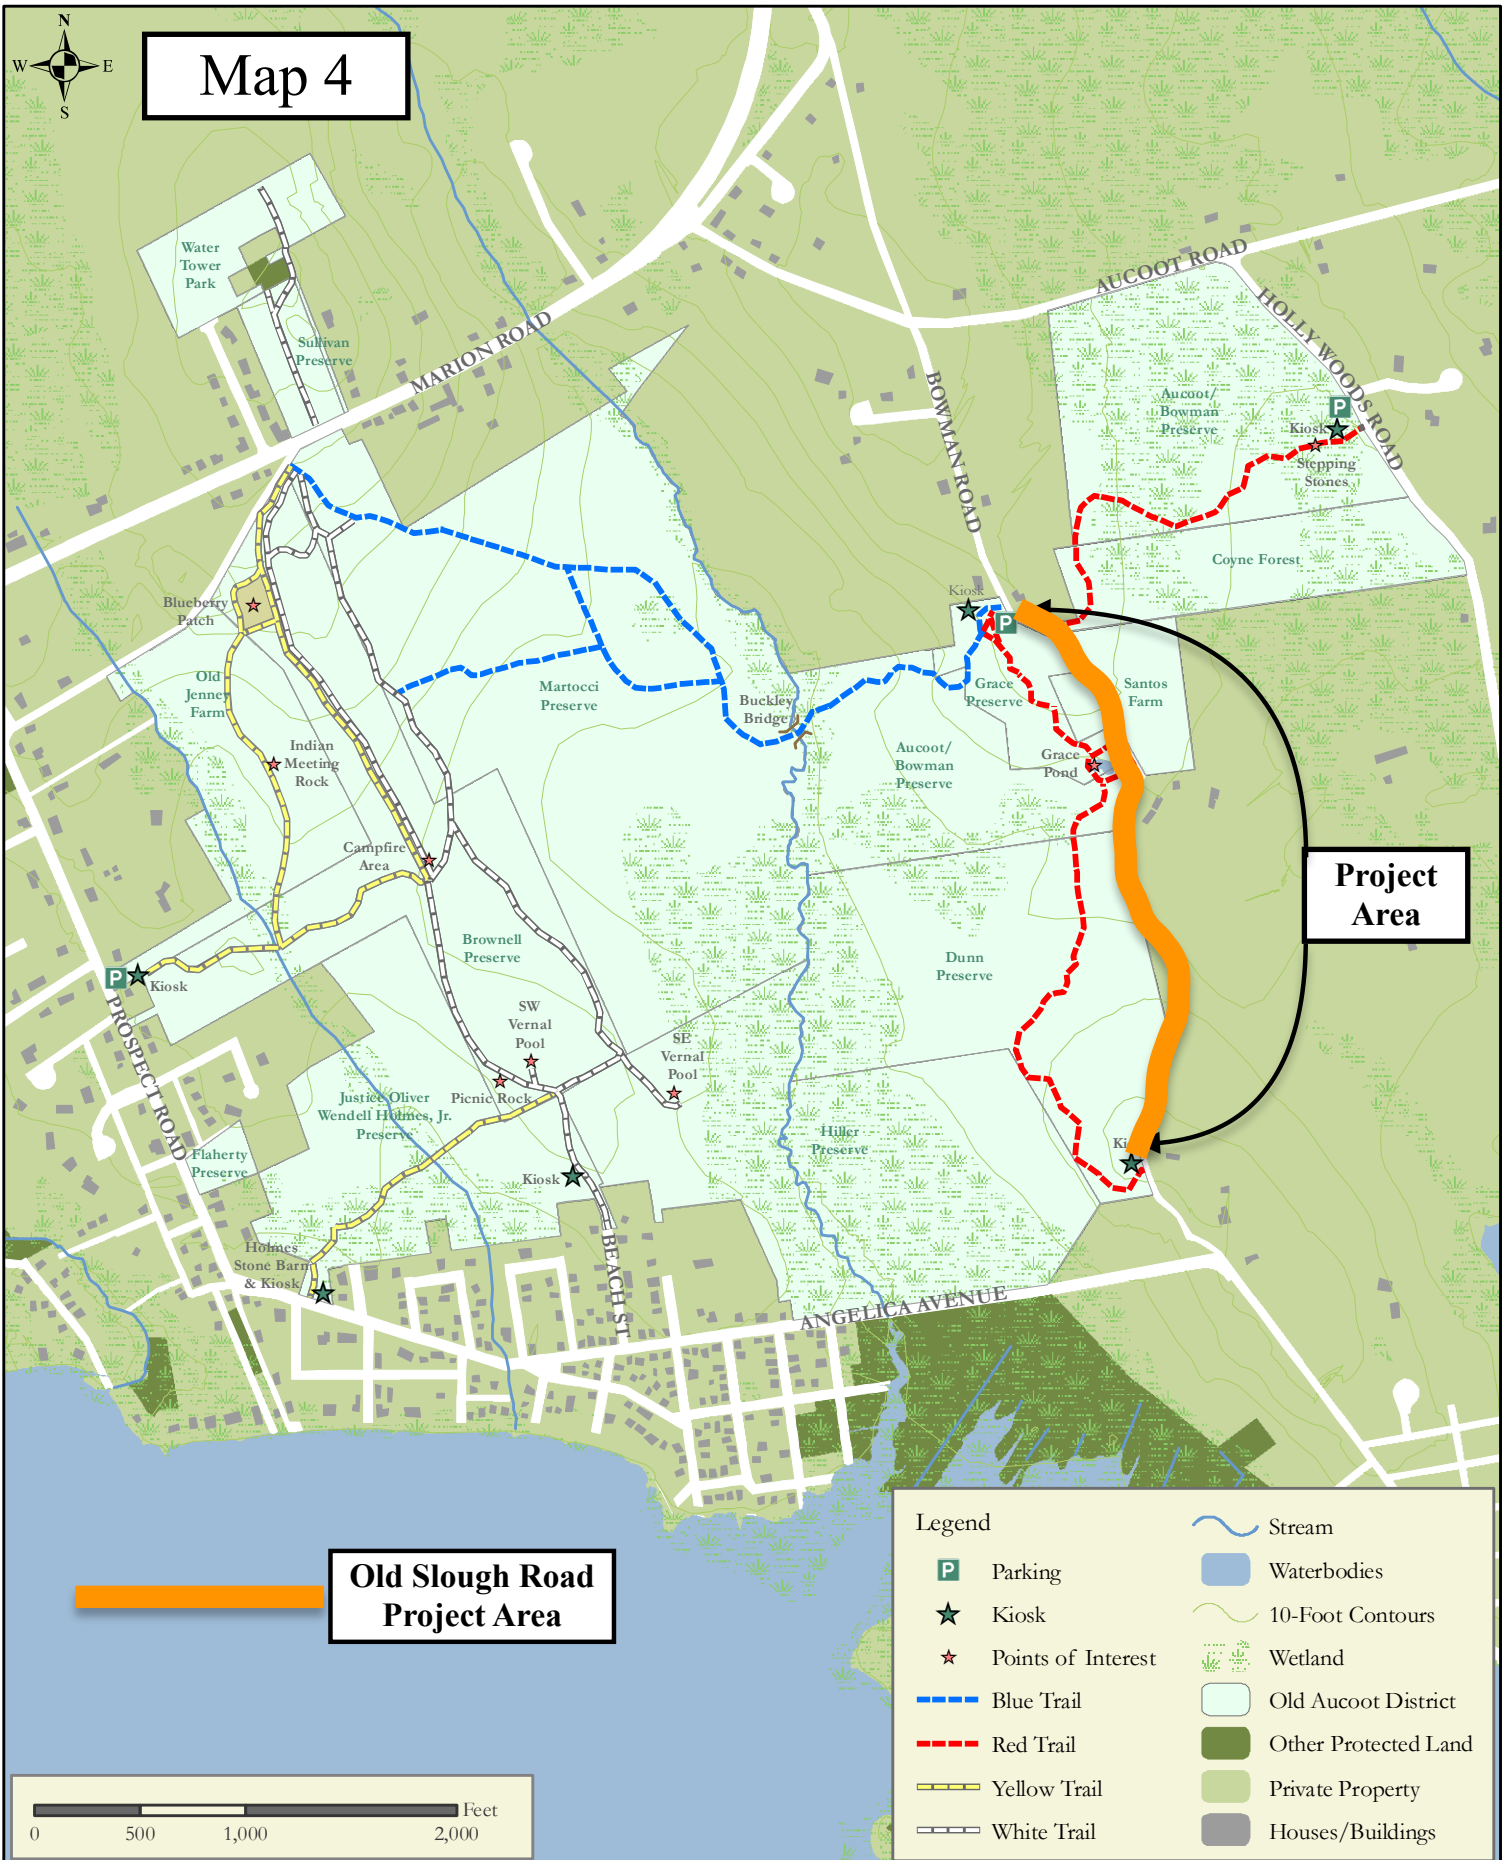 N
W
E
S
Map 4
Water
Tower
Park
Sullivan
Preserve
MARION ROAD
AUCOOT ROAD
HOLLY WOODS ROAD
BOWMAN ROAD
Aucoot/
Bowman
Preserve
P
Kiosk
Stepping
Stones
Coyne Forest
Kiosk
P
Blueberry
Patch
Old
Jenney
Farm
Indian
Meeting
Rock
Martocci
Preserve
Buckley
Bridge
Grace
Preserve
Santos
Farm
Aucoot/
Bowman
Preserve
Grace
Pond
Campfire
Area
Project
Area
Brownell
Preserve
Dunn
Preserve
P
Kiosk
PROSPECT ROAD
SW
Vernal
Pool
SE
Vernal
Pool
Picnic Rock
Justice Oliver
Wendell Holmes, Jr.
Preserve
Flaherty
Preserve
Hiller
Preserve
Ki
Kiosk
Holmes
Stone Barn
& Kiosk
BEACH ST
ANGELICA AVENUE
Old Slough Road
Project Area
Legend
P Parking
Kiosk
Points of Interest
Blue Trail
Red Trail
Yellow Trail
White Trail
Stream
Waterbodies
10-Foot Contours
Wetland
Old Aucoot District
Other Protected Land
Private Property
Houses/Buildings
Feet
0 500 1,000 2,000